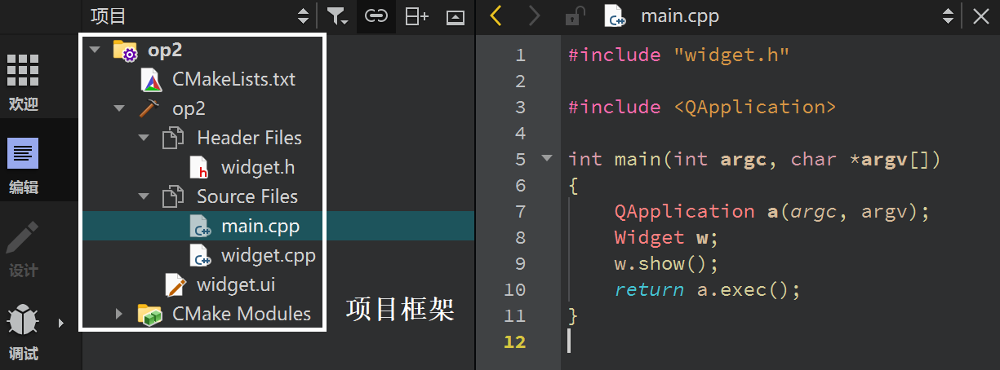 项目
main.cpp
欢迎
编辑
设计
调试
op2
CMakeLists.txt
op2
Header Files
widget.h
Source Files
main.cpp
widget.cpp
widget.ui
CMake Modules
项目框架
1 #include "widget.h"
2
3 #include <QApplication>
4
5 int main(int argc, char *argv[])
6 {
7     QApplication a(argc, argv);
8     Widget w;
9     w.show();
10     return a.exec();
11 }
12